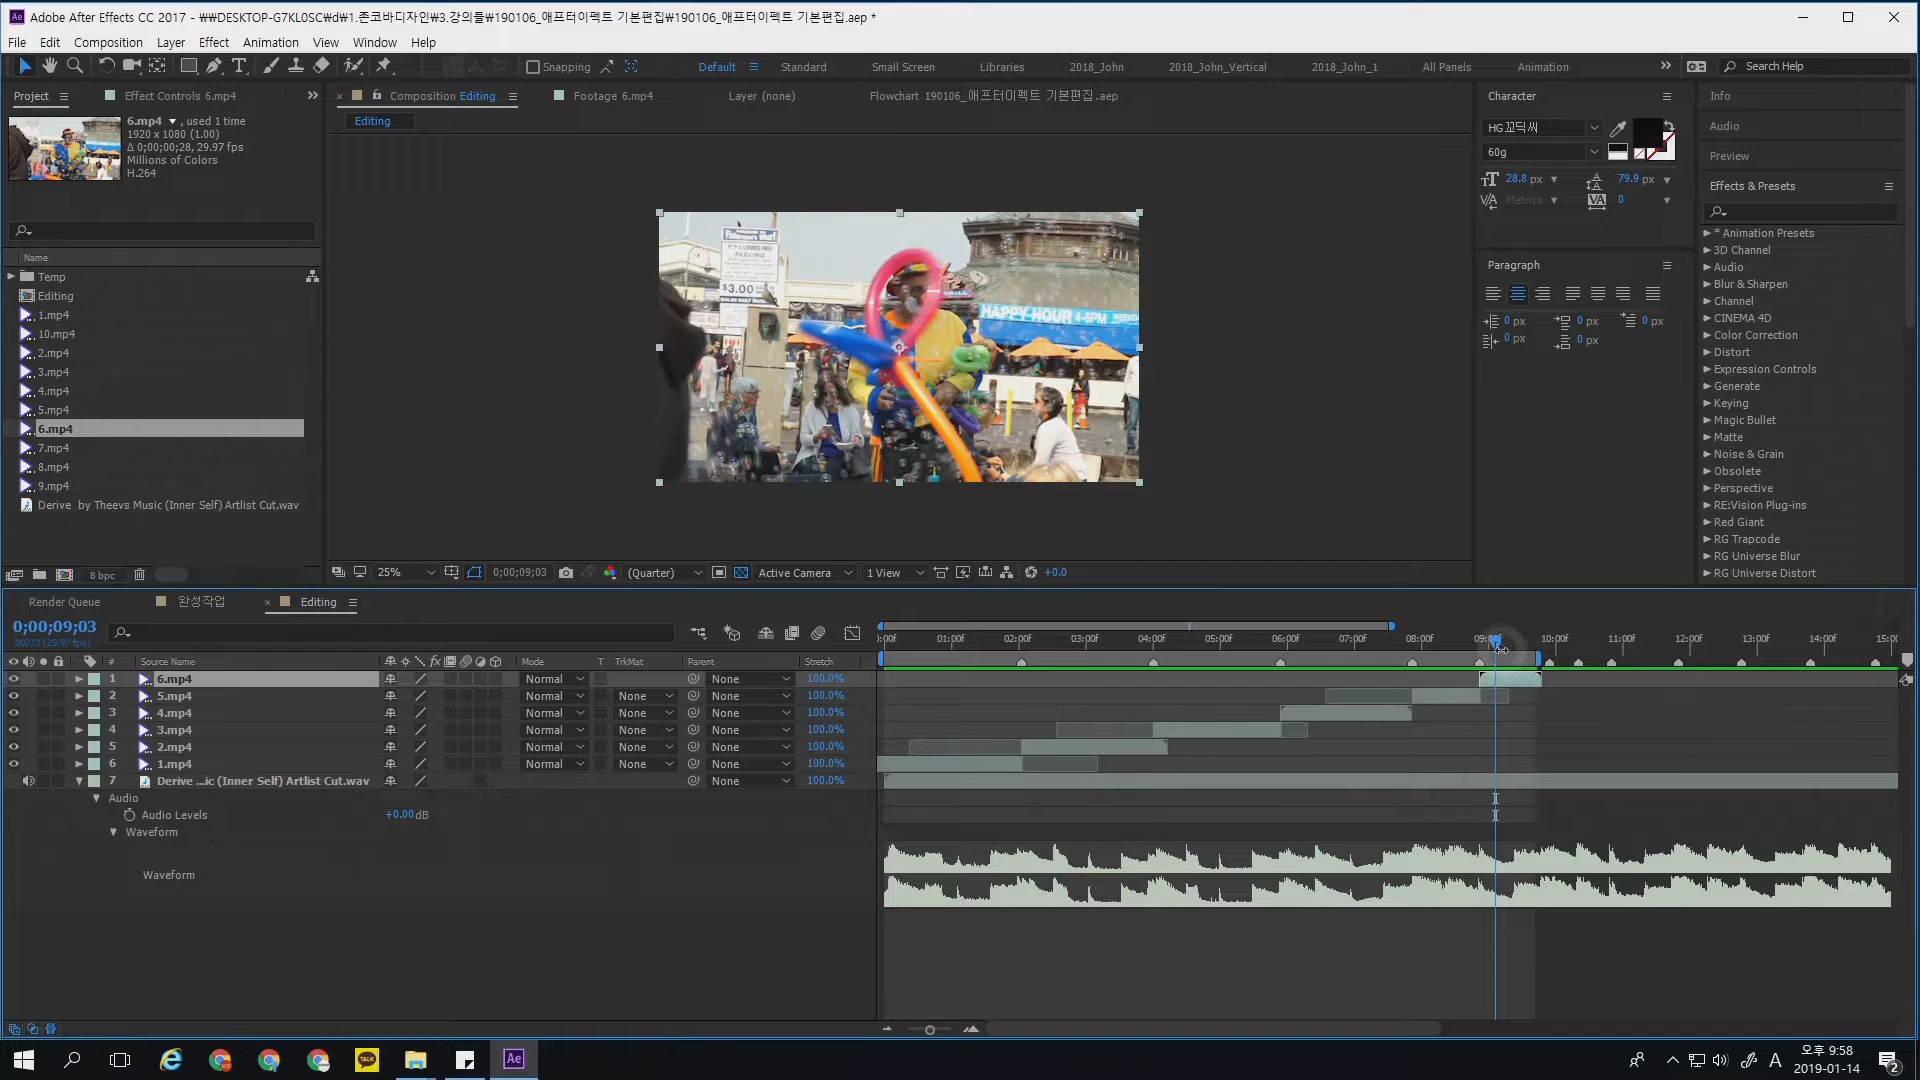 Adobe After Effects CC 2017 - ₩₩DESKTOP-G7KL0SC₩d₩1.존코바디자인₩3.강의들₩190106_애프터이펙트 기본편집₩190106_애프터이펙트 기본편집.aep *
File Edit Composition Layer Effect Animation View Window Help
Snapping Default Standard Small Screen Libraries 2018_John 2018_John_Vertical 2018_John_1 All Panels Animation Search Help
Project Effect Controls 6.mp4 Composition Editing Footage 6.mp4 Layer (none) Flowchart 190106_애프터이펙트 기본편집.aep
Editing
6.mp4 , used 1 time
1920 x 1080 (1.00)
Δ 0;00;00;28, 29.97 fps
Millions of Colors
H.264
Name
Temp
Editing
1.mp4
10.mp4
2.mp4
3.mp4
4.mp4
5.mp4
6.mp4
7.mp4
8.mp4
9.mp4
Derive by Theevs Music (Inner Self) Artlist Cut.wav
8 bpc
PARKING
$3.00
HAPPY HOUR 4-6PM
25% 0;00;09;03 (Quarter) Active Camera 1 View +0.0
Character
HG꼬딕씨
60g
28.8 px 79.9 px
Metrics 0
Paragraph
0 px 0 px 0 px
0 px 0 px
Info
Audio
Preview
Effects & Presets
* Animation Presets
3D Channel
Audio
Blur & Sharpen
Channel
CINEMA 4D
Color Correction
Distort
Expression Controls
Generate
Keying
Magic Bullet
Matte
Noise & Grain
Obsolete
Perspective
RE:Vision Plug-ins
Red Giant
RG Trapcode
RG Universe Blur
RG Universe Distort
Render Queue 완성작업 Editing
0;00;09;03
00273 (29.97 fps)
:00f 01:00f 02:00f 03:00f 04:00f 05:00f 06:00f 07:00f 08:00f 09:00f 10:00f 11:00f 12:00f 13:00f 14:00f 15:00
# Source Name fx Mode T TrkMat Parent Stretch
1 6.mp4 Normal None 100.0%
2 5.mp4 Normal None None 100.0%
3 4.mp4 Normal None None 100.0%
4 3.mp4 Normal None None 100.0%
5 2.mp4 Normal None None 100.0%
6 1.mp4 Normal None None 100.0%
7 Derive ...ic (Inner Self) Artlist Cut.wav None 100.0%
Audio
Audio Levels +0.00 dB
Waveform
Waveform
TALK
Ae
A
오후 9:58
2019-01-14
2